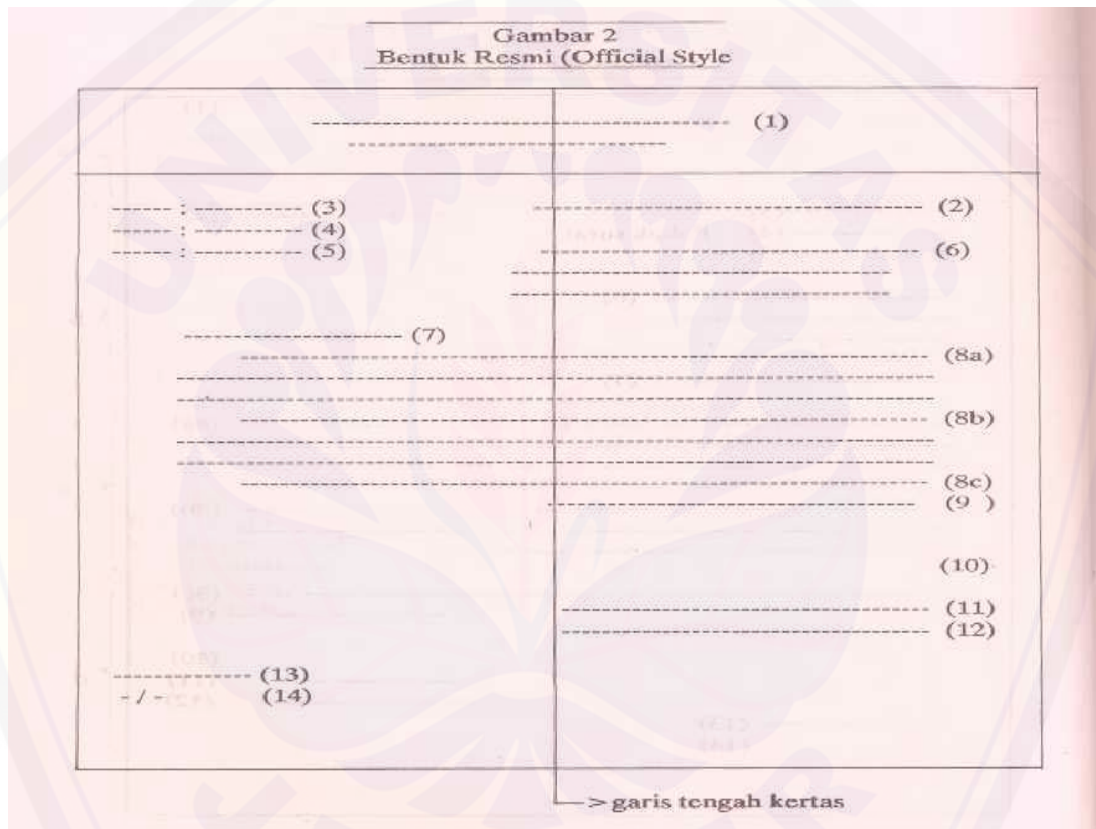 Gambar 2
Bentuk Resmi (Official Style
(1)
: (3) (2)
: (4)
: (5) (6)
(7)
(8a)
(8b)
(8c)
(9 )
(10)
(11)
(12)
(13)
- / - (14)
> garis tengah kertas
UNIVERSITAS